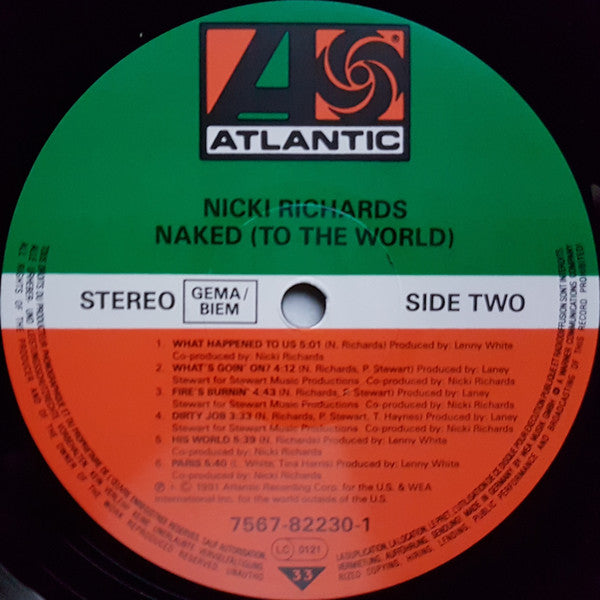 ATLANTIC
®
NICKI RICHARDS
NAKED (TO THE WORLD)
STEREO
GEMA/
BIEM
SIDE TWO
1. WHAT HAPPENED TO US 5:01 (N. Richards) Produced by: Lenny White
Co-produced by: Nicki Richards
2. WHAT'S GOIN' ON? 4:12 (N. Richards, P. Stewart) Produced by: Laney
Stewart for Stewart Music Productions Co-produced by: Nicki Richards
3. FIRE'S BURNIN' 4:43 (N. Richards, P. Stewart) Produced by: Laney
Stewart for Stewart Music Productions Co-produced by: Nicki Richards
4. DIRTY JOB 3:33 (N. Richards, P. Stewart, T. Haynes) Produced by: Laney
Stewart for Stewart Music Productions Co-produced by: Nicki Richards
5. HIS WORLD 5:39 (N. Richards) Produced by: Lenny White
Co-produced by: Nicki Richards
6. PARIS 5:40 (L. White, Tina Harris) Produced by: Lenny White
Co-produced by: Nicki Richards
℗ + © 1991 Atlantic Recording Corp. for the U.S. & WEA
International Inc. for the world outside of the U.S.
7567-82230-1
LC 0121
33